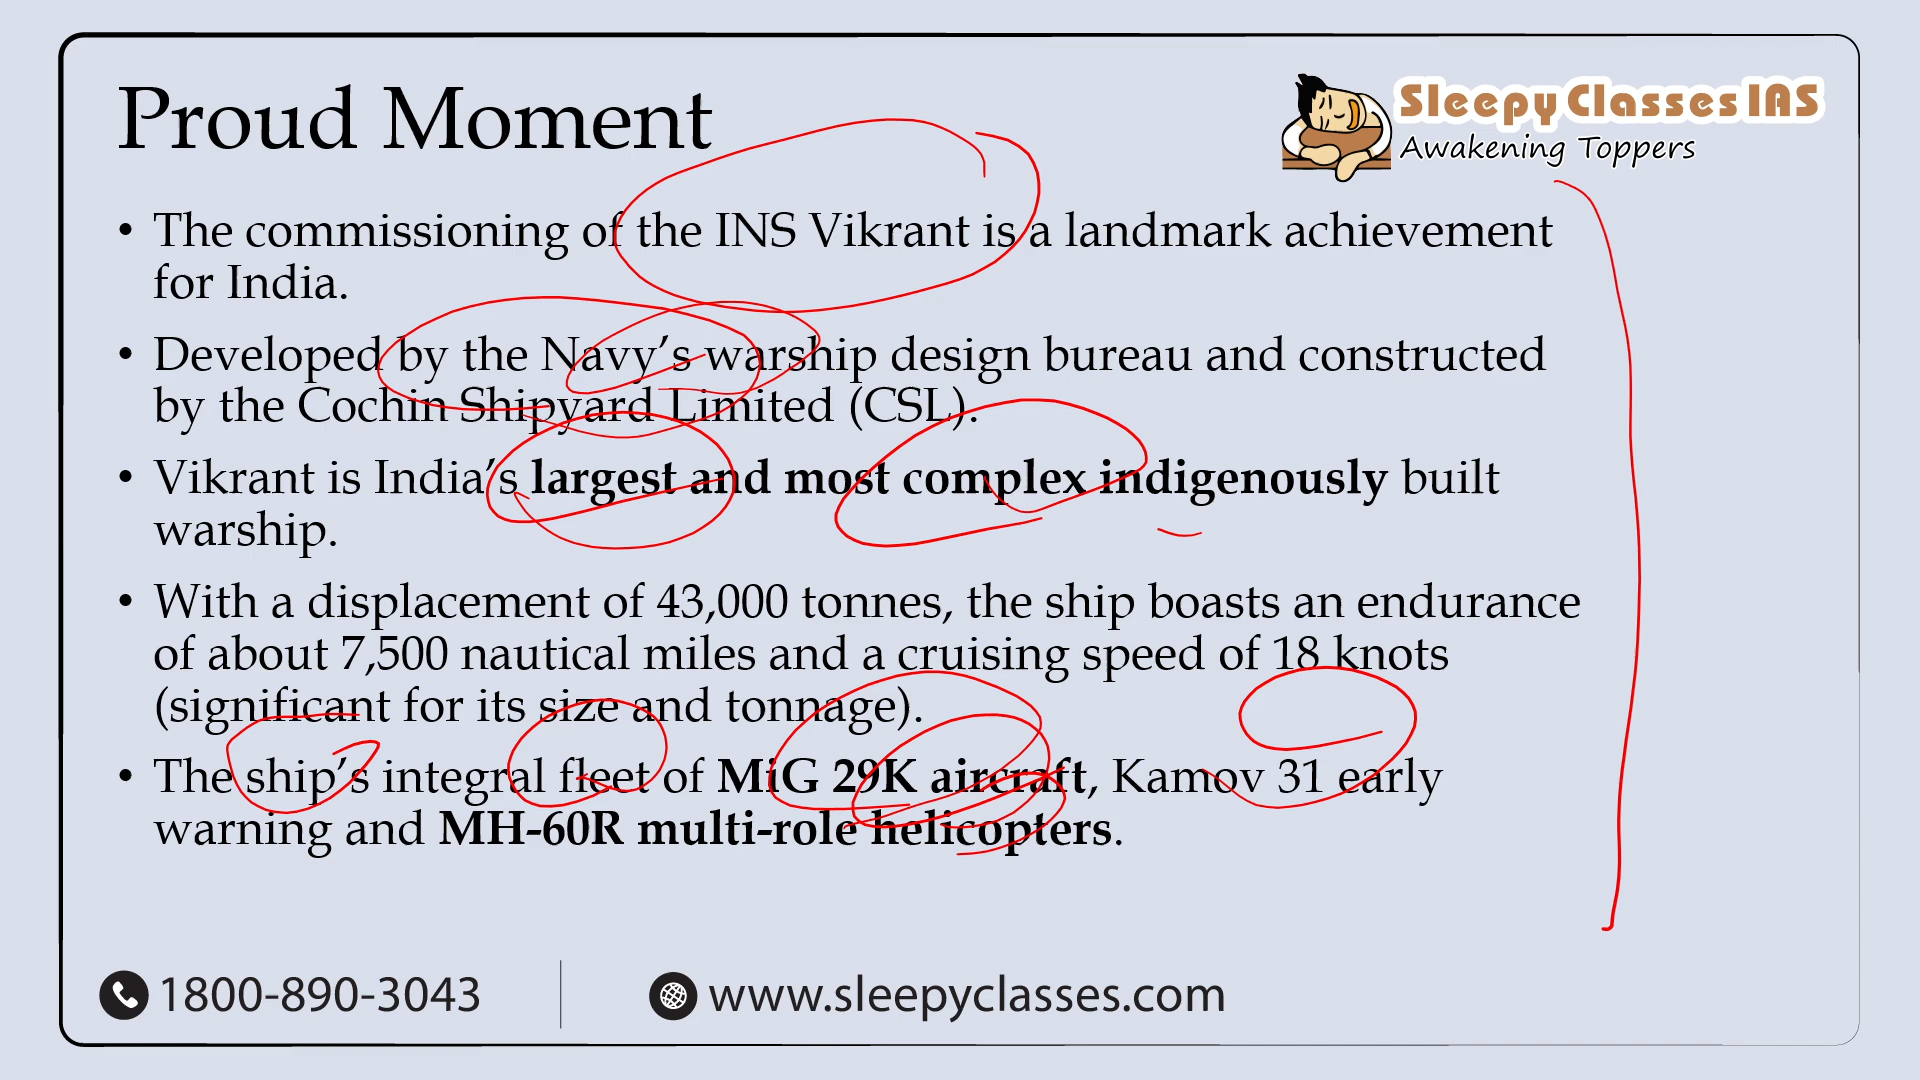 Proud Moment
Sleepy Classes IAS
Awakening Toppers
• The commissioning of the INS Vikrant is a landmark achievement
for India.
• Developed by the Navy’s warship design bureau and constructed
by the Cochin Shipyard Limited (CSL).
• Vikrant is India’s largest and most complex indigenously built
warship.
• With a displacement of 43,000 tonnes, the ship boasts an endurance
of about 7,500 nautical miles and a cruising speed of 18 knots
(significant for its size and tonnage).
• The ship’s integral fleet of MiG 29K aircraft, Kamov 31 early
warning and MH-60R multi-role helicopters.
1800-890-3043
www.sleepyclasses.com